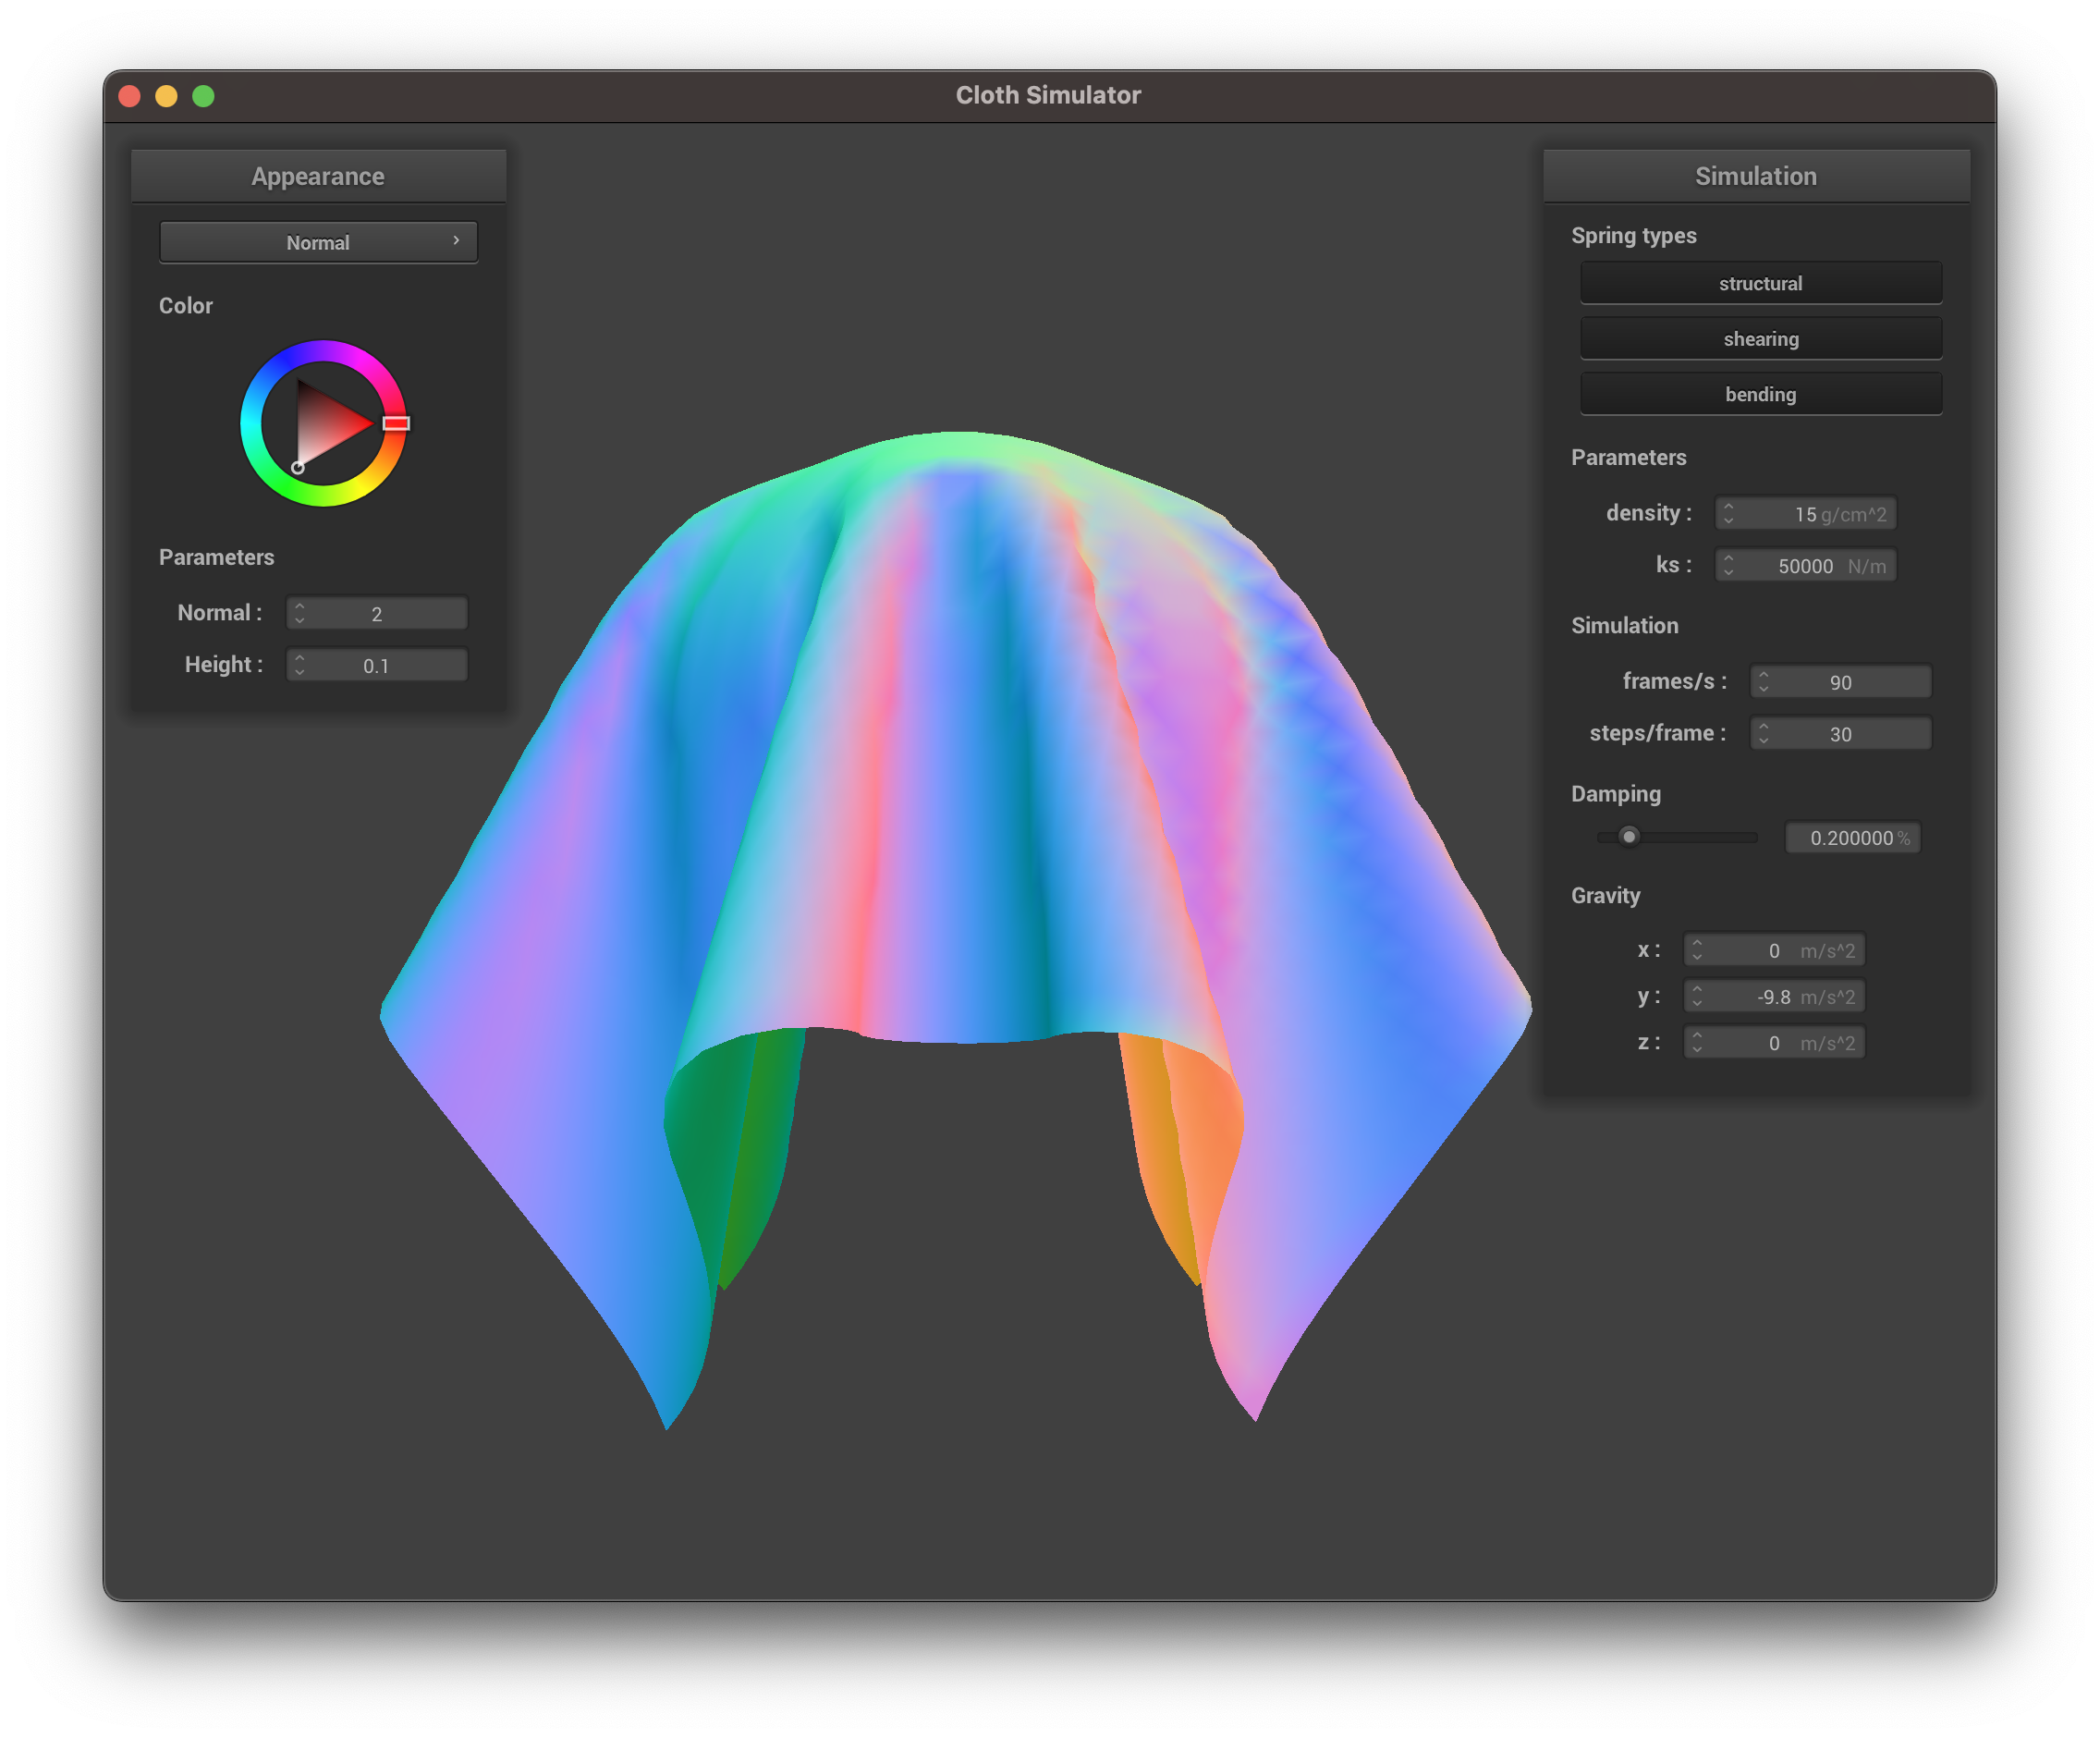 Cloth Simulator
Appearance
Normal
Color
Parameters
Normal : 2
Height : 0.1
Simulation
Spring types
structural
shearing
bending
Parameters
density : 15 g/cm^2
ks : 50000 N/m
Simulation
frames/s : 90
steps/frame : 30
Damping
0.200000 %
Gravity
x : 0 m/s^2
y : -9.8 m/s^2
z : 0 m/s^2